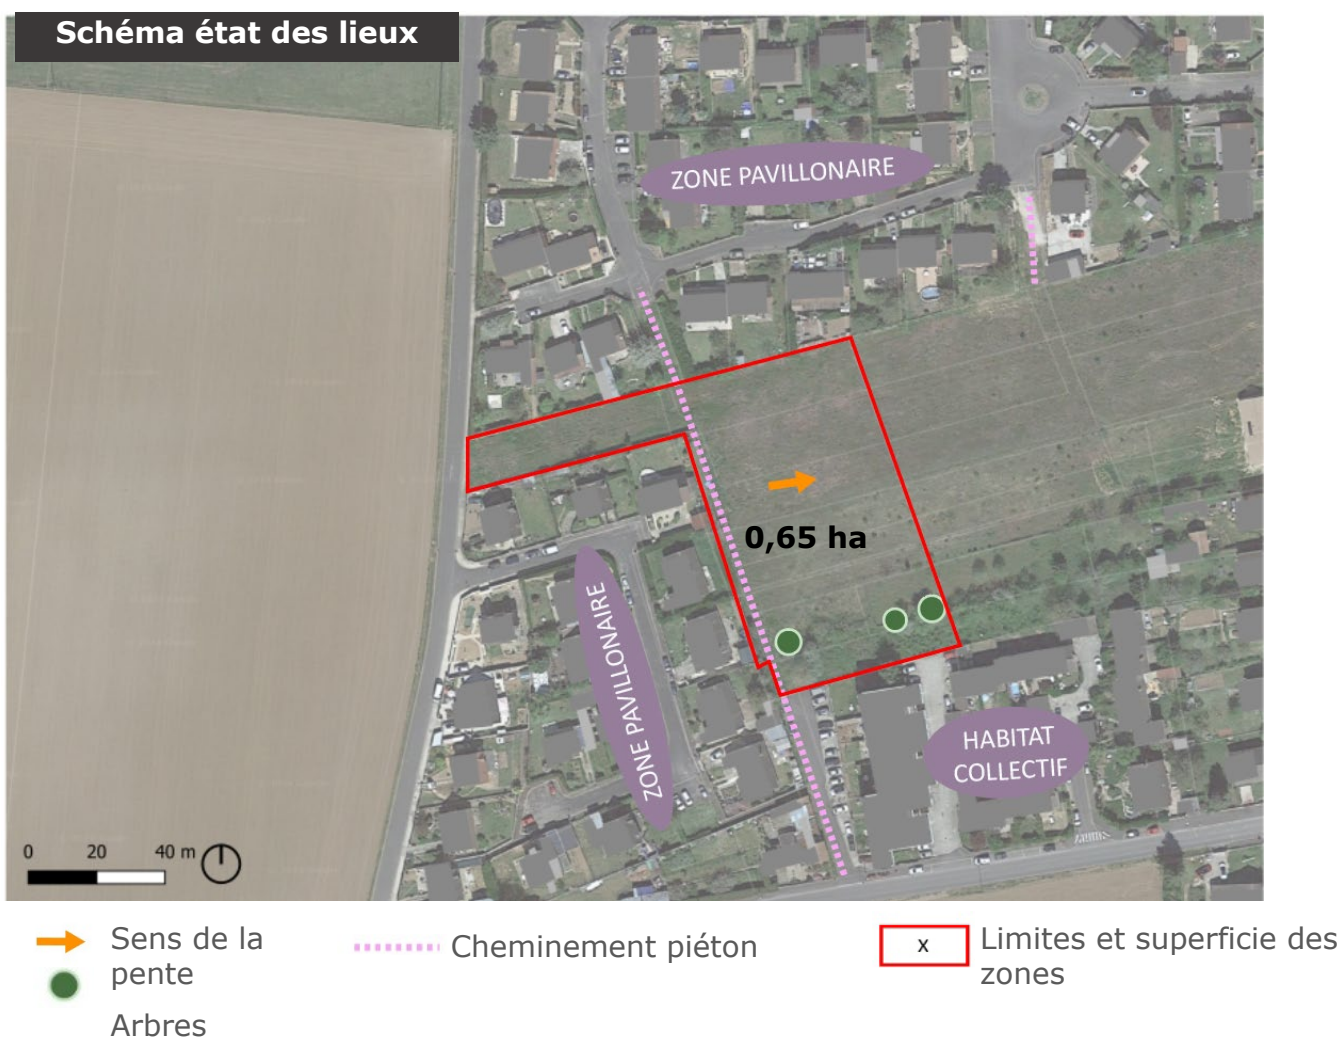 Schéma état des lieux
ZONE PAVILLONAIRE
0,65 ha
ZONE PAVILLONAIRE
HABITAT
COLLECTIF
0 20 40 m
Sens de la
pente
Arbres
Cheminement piéton
x
Limites et superficie des
zones